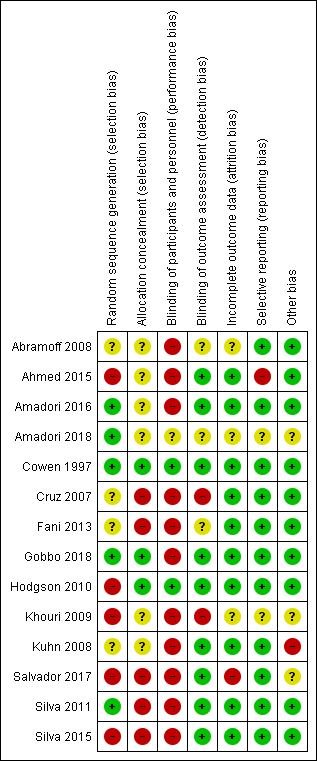 Random sequence generation (selection bias)
Allocation concealment (selection bias)
Blinding of participants and personnel (performance bias)
Blinding of outcome assessment (detection bias)
Incomplete outcome data (attrition bias)
Selective reporting (reporting bias)
Other bias
Abramoff 2008 ? ? - ? ? + +
Ahmed 2015 - ? - + + - +
Amadori 2016 + ? - + + + +
Amadori 2018 + ? ? ? ? ? ?
Cowen 1997 + + + + + + +
Cruz 2007 ? - - - + + +
Fani 2013 ? - - ? + + +
Gobbo 2018 + + - + + + +
Hodgson 2010 - + + + + + +
Khouri 2009 - ? - - ? ? ?
Kuhn 2008 ? ? - + + + -
Salvador 2017 - - - + - + ?
Silva 2011 + - - + + + +
Silva 2015 - - - + + + +